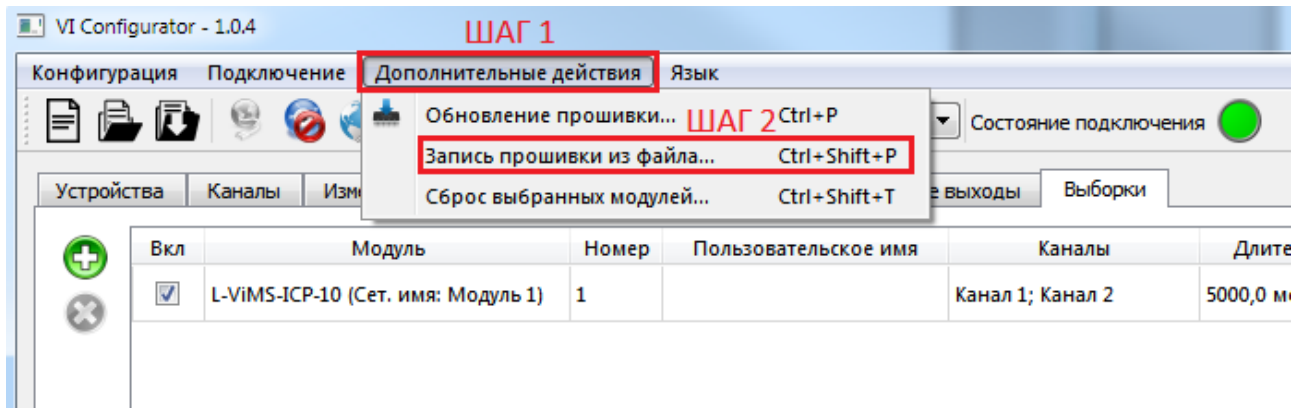 VI Configurator - 1.0.4
ШАГ 1
Конфигурация Подключение Дополнительные действия Язык
Обновление прошивки... ШАГ 2 Ctrl+P
Состояние подключения
Запись прошивки из файла... Ctrl+Shift+P
Сброс выбранных модулей... Ctrl+Shift+T
Устройства Каналы Изм е выходы Выборки
Вкл Модуль Номер Пользовательское имя Каналы Длите
L-ViMS-ICP-10 (Сет. имя: Модуль 1) 1 Канал 1; Канал 2 5000,0 м